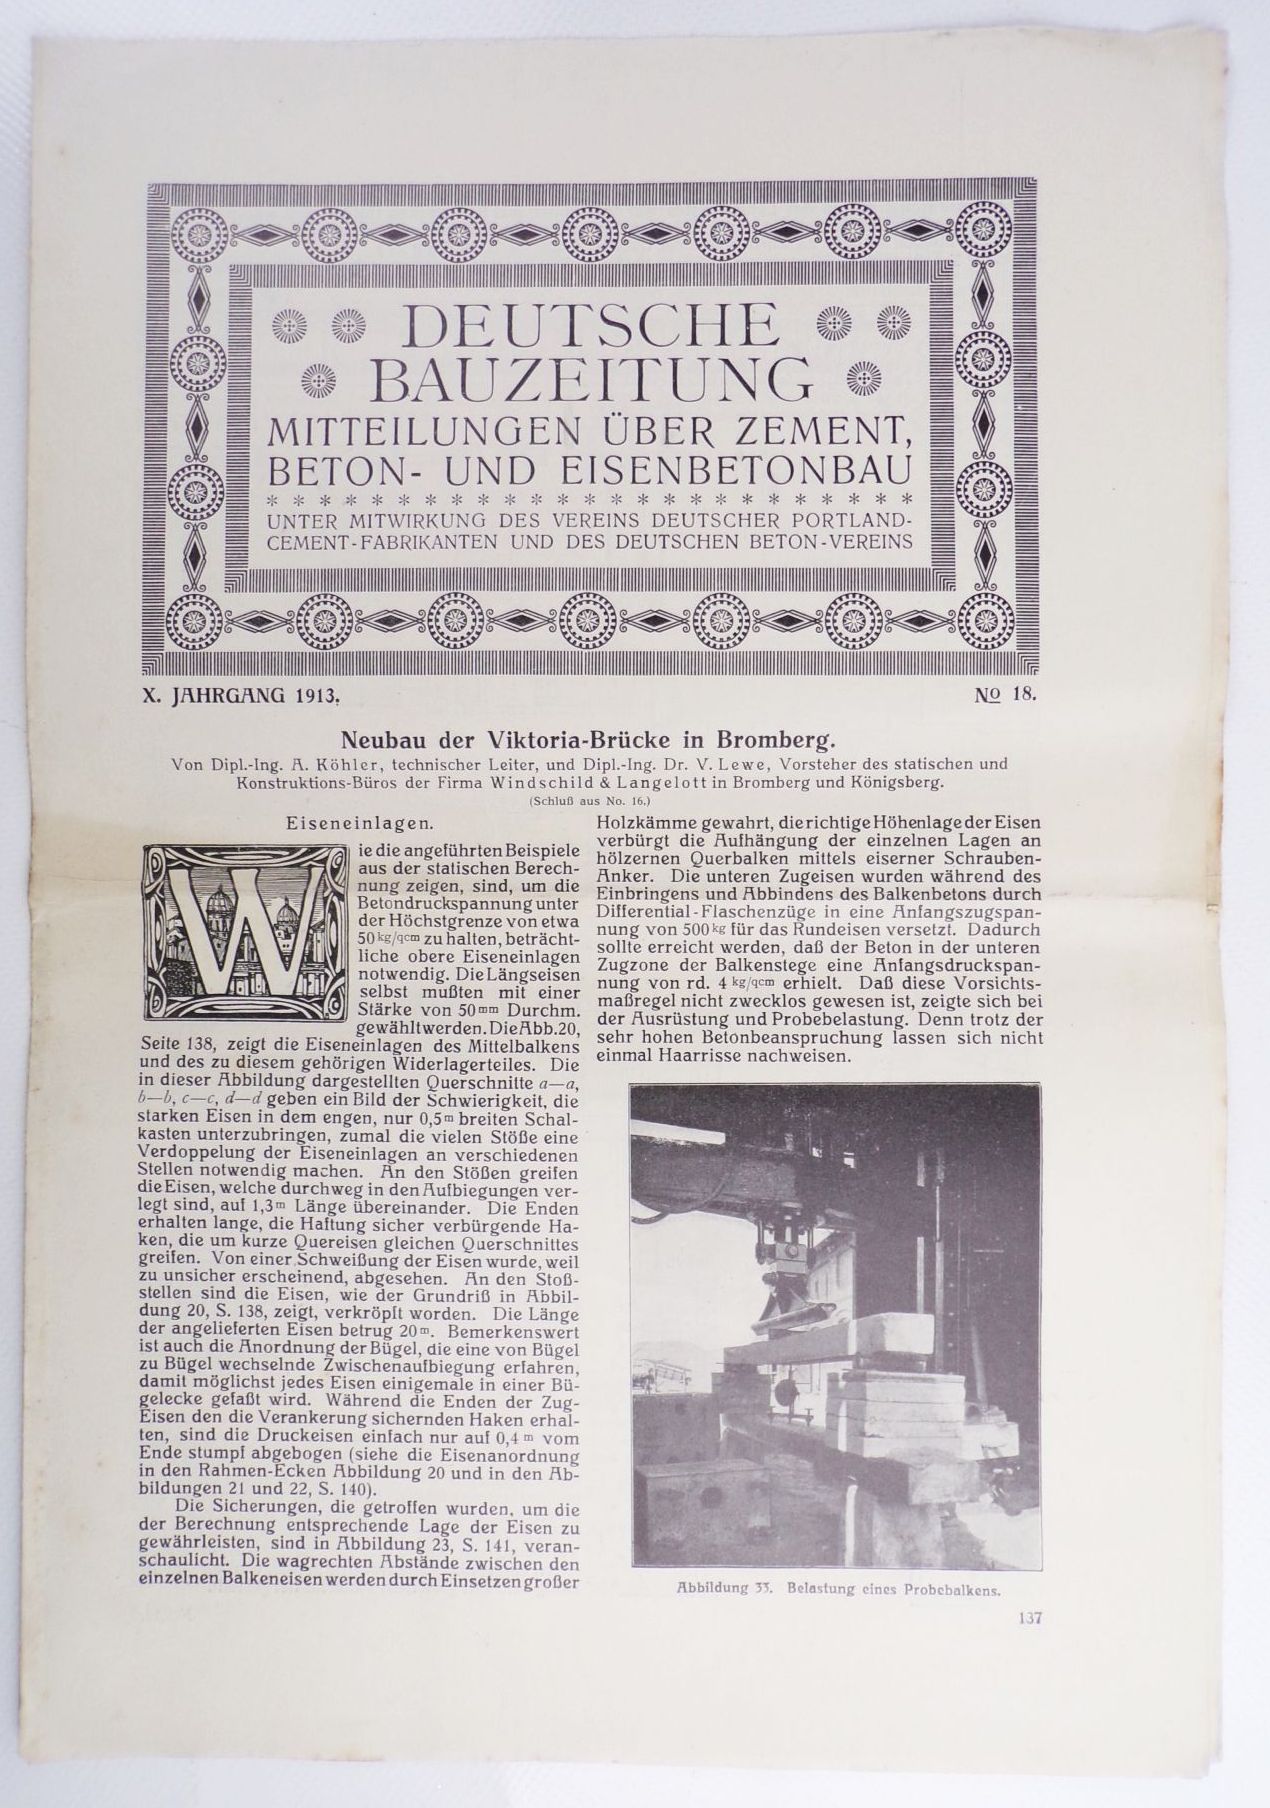 DEUTSCHE
BAUZEITUNG
MITTEILUNGEN ÜBER ZEMENT,
BETON- UND EISENBETONBAU
* * * * * * * * * * * * * * * * * * * * * * * * *
UNTER MITWIRKUNG DES VEREINS DEUTSCHER PORTLAND-
CEMENT-FABRIKANTEN UND DES DEUTSCHEN BETON-VEREINS
X. JAHRGANG 1913.
No 18.
Neubau der Viktoria-Brücke in Bromberg.
Von Dipl.-Ing. A. Köhler, technischer Leiter, und Dipl.-Ing. Dr. V. Lewe, Vorsteher des statischen und
Konstruktions-Büros der Firma Windschild & Langelott in Bromberg und Königsberg.
(Schluß aus No. 16.)
Eiseneinlagen.
Wie die angeführten Beispiele
aus der statischen Berech-
nung zeigen, sind, um die
Betondruckspannung unter
der Höchstgrenze von etwa
50 kg/qcm zu halten, beträcht-
liche obere Eiseneinlagen
notwendig. Die Längseisen
selbst mußten mit einer
Stärke von 50 mm Durchm.
gewählt werden. Die Abb. 20,
Seite 138, zeigt die Eiseneinlagen des Mittelbalkens
und des zu diesem gehörigen Widerlagerteiles. Die
in dieser Abbildung dargestellten Querschnitte a—a,
b—b, c—c, d—d geben ein Bild der Schwierigkeit, die
starken Eisen in dem engen, nur 0,5 m breiten Schal-
kasten unterzubringen, zumal die vielen Stöße eine
Verdoppelung der Eiseneinlagen an verschiedenen
Stellen notwendig machen. An den Stößen greifen
die Eisen, welche durchweg in den Aufbiegungen ver-
legt sind, auf 1,3 m Länge übereinander. Die Enden
erhalten lange, die Haftung sicher verbürgende Ha-
ken, die um kurze Quereisen gleichen Querschnittes
greifen. Von einer Schweißung der Eisen wurde, weil
zu unsicher erscheinend, abgesehen. An den Stoß-
stellen sind die Eisen, wie der Grundriß in Abbil-
dung 20, S. 138, zeigt, verkröpft worden. Die Länge
der angelieferten Eisen betrug 20 m. Bemerkenswert
ist auch die Anordnung der Bügel, die eine von Bügel
zu Bügel wechselnde Zwischenaufbiegung erfahren,
damit möglichst jedes Eisen einigemale in einer Bü-
gelecke gefaßt wird. Während die Enden der Zug-
Eisen den die Verankerung sichernden Haken erhal-
ten, sind die Druckeisen einfach nur auf 0,4 m vom
Ende stumpf abgebogen (siehe die Eisenanordnung
in den Rahmen-Ecken Abbildung 20 und in den Ab-
bildungen 21 und 22, S. 140).
Die Sicherungen, die getroffen wurden, um die
der Berechnung entsprechende Lage der Eisen zu
gewährleisten, sind in Abbildung 23, S. 141, veran-
schaulicht. Die wagrechten Abstände zwischen den
einzelnen Balkeneisen werden durch Einsetzen großer
Holzkämme gewahrt, die richtige Höhenlage der Eisen
verbürgt die Aufhängung der einzelnen Lagen an
hölzernen Querbalken mittels eiserner Schrauben-
Anker. Die unteren Zugeisen wurden während des
Einbringens und Abbindens des Balkenbetons durch
Differential-Flaschenzüge in eine Anfangszugspan-
nung von 500 kg für das Rundeisen versetzt. Dadurch
sollte erreicht werden, daß der Beton in der unteren
Zugzone der Balkenstege eine Anfangsdruckspan-
nung von rd. 4 kg/qcm erhielt. Daß diese Vorsichts-
maßregel nicht zwecklos gewesen ist, zeigte sich bei
der Ausrüstung und Probebelastung. Denn trotz der
sehr hohen Betonbeanspruchung lassen sich nicht
einmal Haarrisse nachweisen.
Abbildung 33. Belastung eines Probebalkens.
137